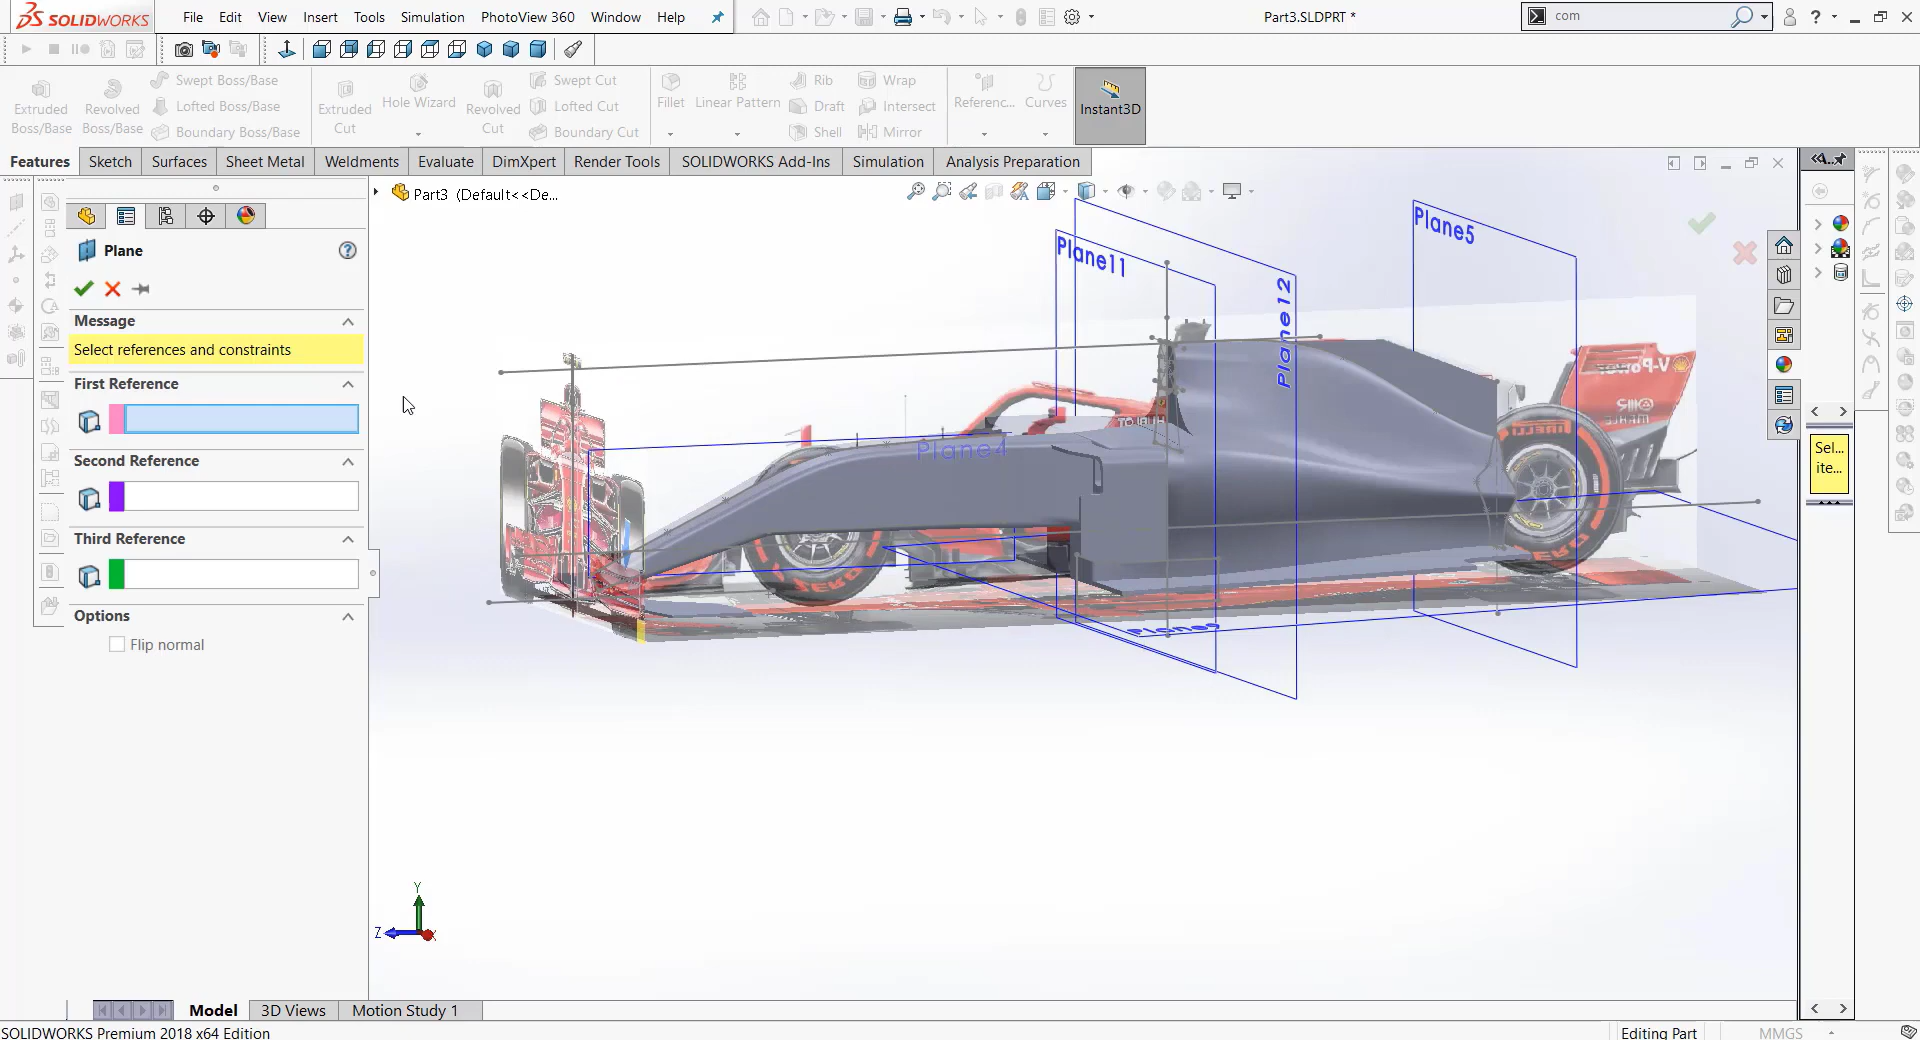 SOLIDWORKS
File Edit View Insert Tools Simulation PhotoView 360 Window Help
Part3.SLDPRT *
com
Extruded Boss/Base
Revolved Boss/Base
Swept Boss/Base
Lofted Boss/Base
Boundary Boss/Base
Extruded Cut
Hole Wizard
Revolved Cut
Swept Cut
Lofted Cut
Boundary Cut
Fillet
Linear Pattern
Rib
Draft
Shell
Wrap
Intersect
Mirror
Referenc...
Curves
Instant3D
Features Sketch Surfaces Sheet Metal Weldments Evaluate DimXpert Render Tools SOLIDWORKS Add-Ins Simulation Analysis Preparation
Part3 (Default<<De...
Plane
Message
Select references and constraints
First Reference
Second Reference
Third Reference
Options
Flip normal
Plane11
Plane12
Plane5
Plane4
V-Power
PIRELLI
Sel...
ite...
Y
Z
X
Model 3D Views Motion Study 1
SOLIDWORKS Premium 2018 x64 Edition
Editing Part
MMGS